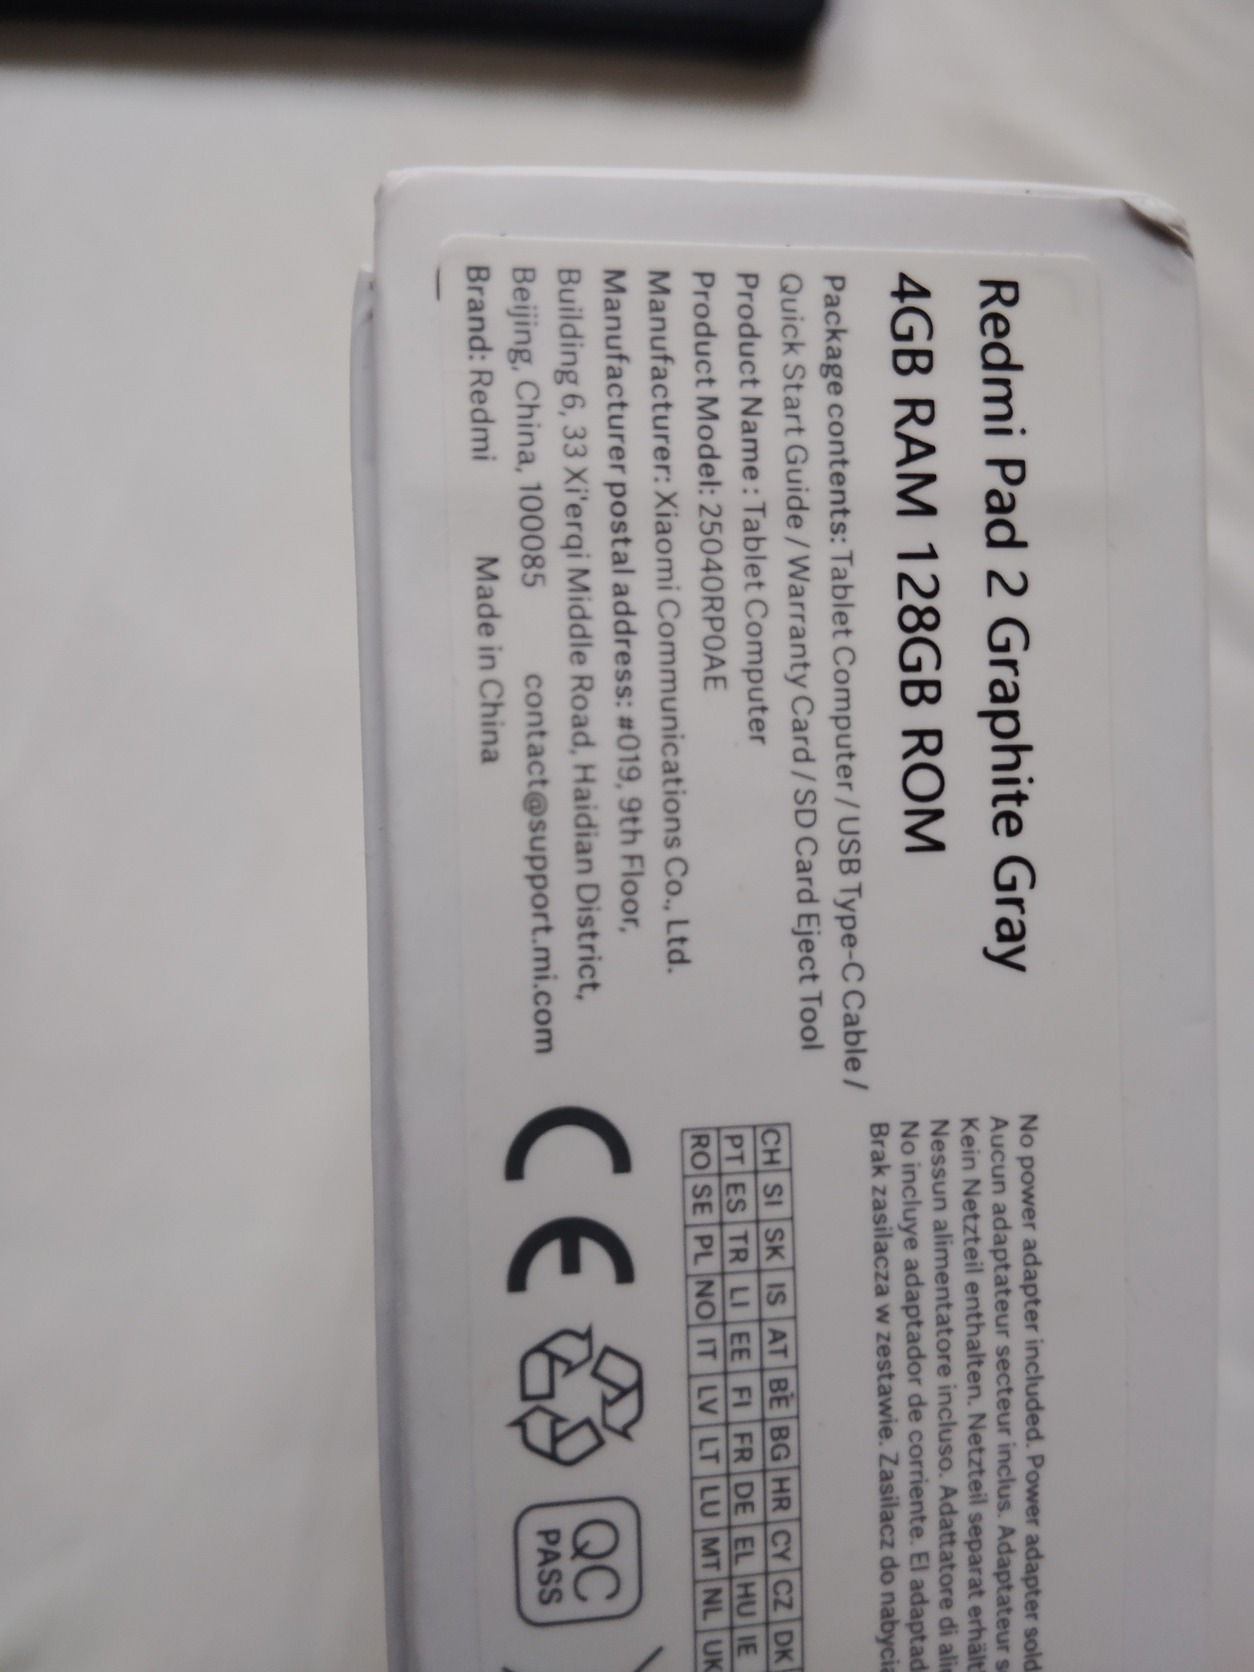 Redmi Pad 2 Graphite Gray
4GB RAM 128GB ROM
Package contents: Tablet Computer / USB Type-C Cable /
Quick Start Guide / Warranty Card / SD Card Eject Tool
Product Name : Tablet Computer
Product Model: 25040RP0AE
Manufacturer: Xiaomi Communications Co., Ltd.
Manufacturer postal address: #019, 9th Floor,
Building 6, 33 Xi'erqi Middle Road, Haidian District,
Beijing, China, 100085 contact@support.mi.com
Brand: Redmi Made in China
No power adapter included. Power adapter sold
Aucun adaptateur secteur inclus. Adaptateur
Kein Netzteil enthalten. Netzteil separat
Nessun alimentatore incluso. Adattatore di
No incluye adaptador de corriente. El
Brak zasilacza w zestawie. Zasilacz do
CH SI SK IS AT BE BG HR CY CZ DK
PT ES TR LI EE FI FR DE EL HU IE
RO SE PL NO IT LV LT LU MT NL UK
CE
QC
PASS